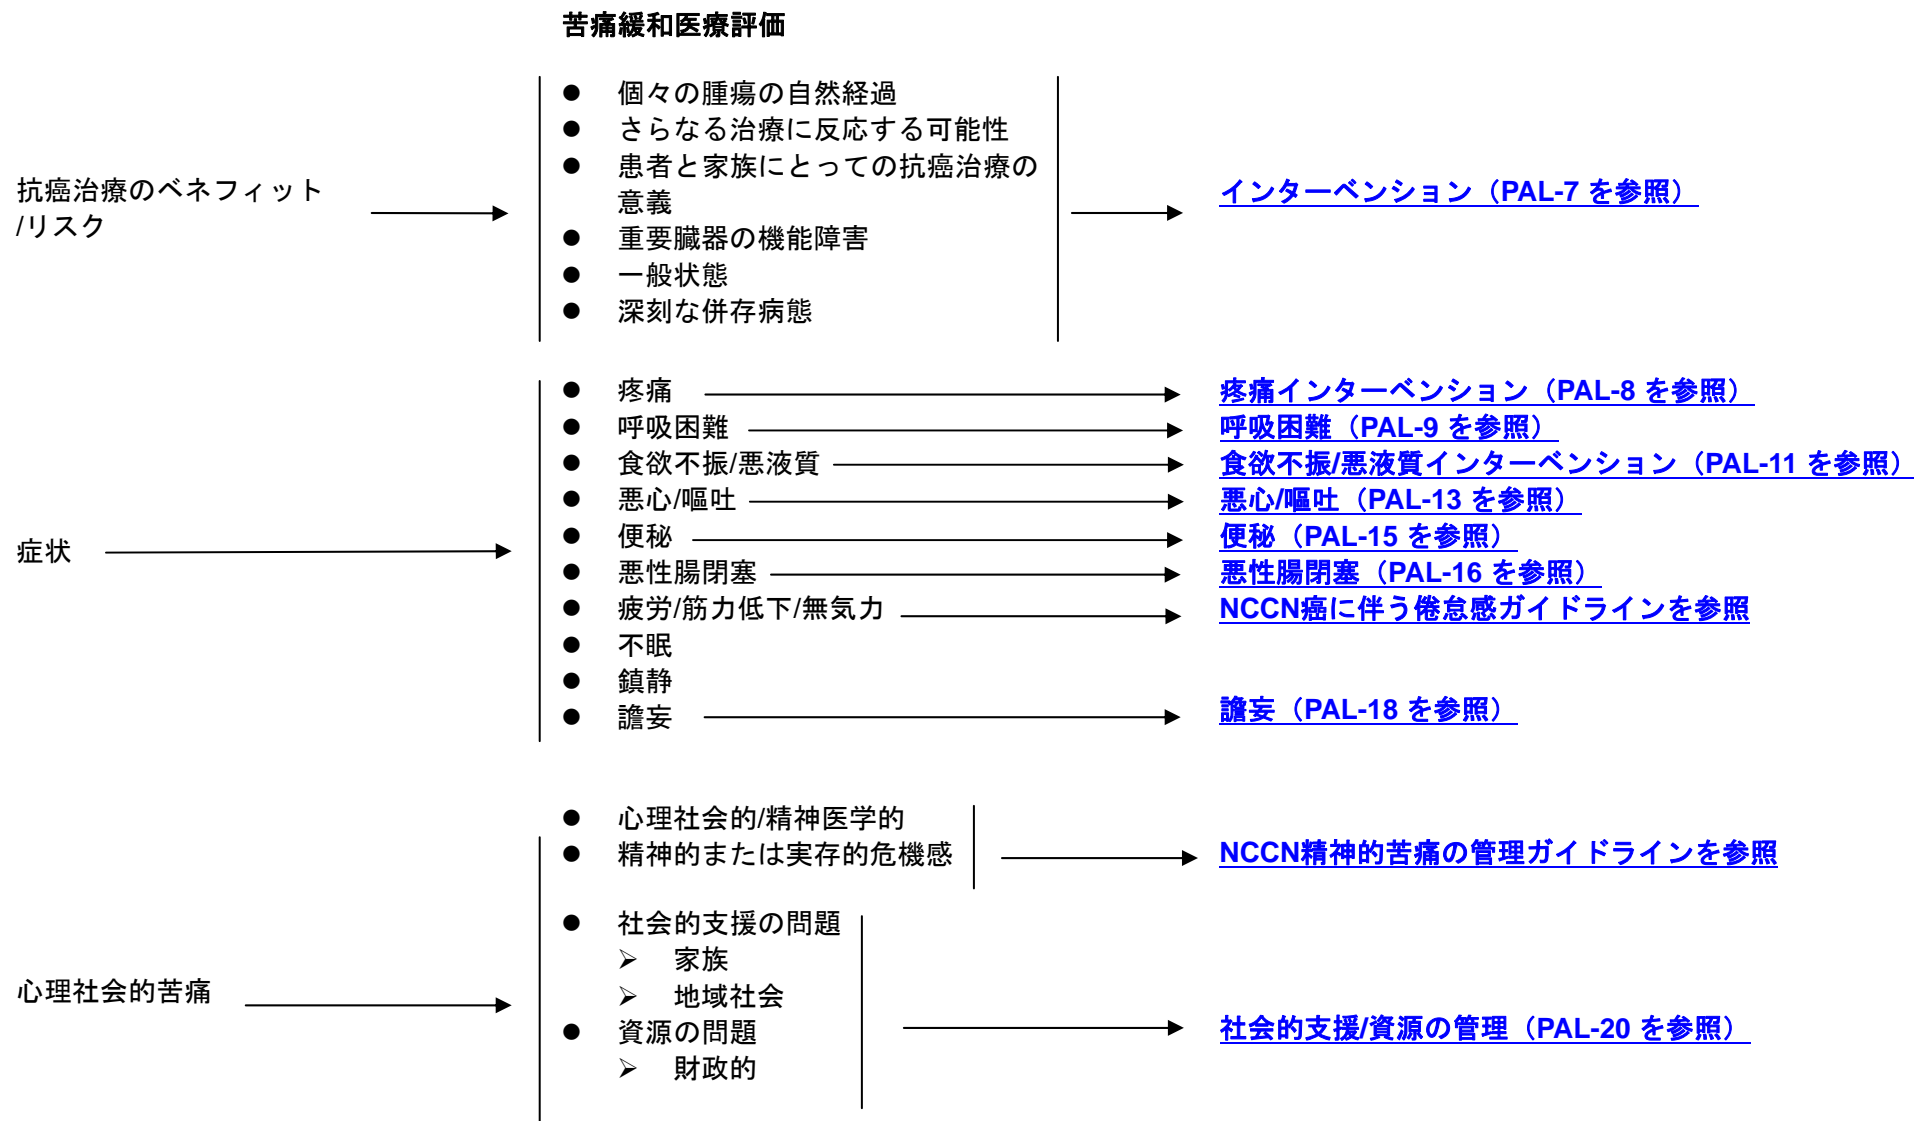 苦痛緩和医療評価
抗癌治療のベネフィット
/リスク
● 個々の腫瘍の自然経過
● さらなる治療に反応する可能性
● 患者と家族にとっての抗癌治療の
意義
● 重要臓器の機能障害
● 一般状態
● 深刻な併存病態
インターベンション（PAL-7 を参照）
症状
● 疼痛
● 呼吸困難
● 食欲不振/悪液質
● 悪心/嘔吐
● 便秘
● 悪性腸閉塞
● 疲労/筋力低下/無気力
● 不眠
● 鎮静
● 譫妄
疼痛インターベンション（PAL-8 を参照）
呼吸困難（PAL-9 を参照）
食欲不振/悪液質インターベンション（PAL-11 を参照）
悪心/嘔吐（PAL-13 を参照）
便秘（PAL-15 を参照）
悪性腸閉塞（PAL-16 を参照）
NCCN癌に伴う倦怠感ガイドラインを参照
譫妄（PAL-18 を参照）
心理社会的苦痛
● 心理社会的/精神医学的
● 精神的または実存的危機感
NCCN精神的苦痛の管理ガイドラインを参照
● 社会的支援の問題
➢ 家族
➢ 地域社会
● 資源の問題
➢ 財政的
社会的支援/資源の管理（PAL-20 を参照）